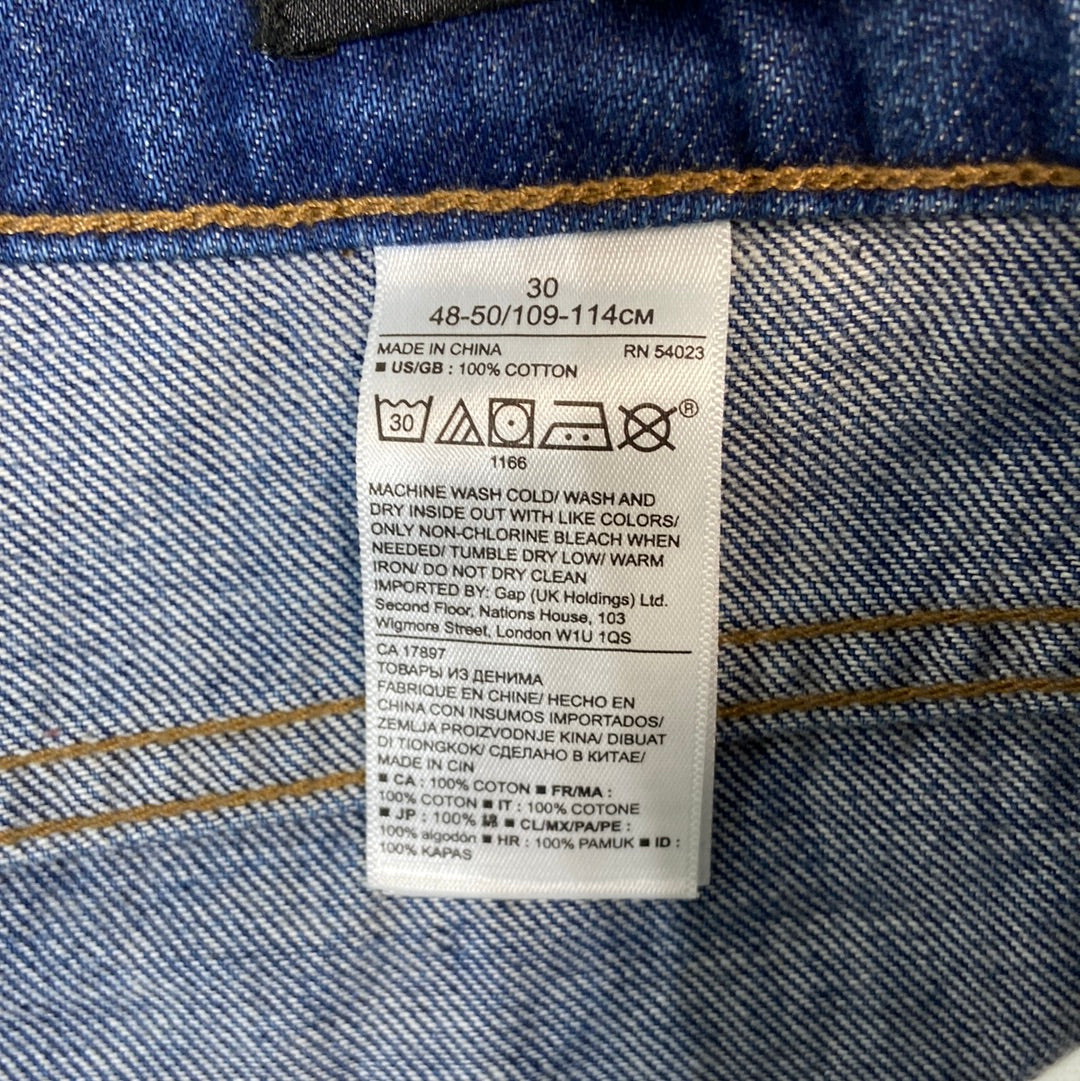 30
48-50/109-114CM
MADE IN CHINA RN 54023
■ US/GB : 100% COTTON
30 ®
1166
MACHINE WASH COLD/ WASH AND
DRY INSIDE OUT WITH LIKE COLORS/
ONLY NON-CHLORINE BLEACH WHEN
NEEDED/ TUMBLE DRY LOW/ WARM
IRON/ DO NOT DRY CLEAN
IMPORTED BY: Gap (UK Holdings) Ltd.
Second Floor, Nations House, 103
Wigmore Street, London W1U 1QS
CA 17897
ТОВАРЫ ИЗ ДЕНИМА
FABRIQUE EN CHINE/ HECHO EN
CHINA CON INSUMOS IMPORTADOS/
ZEMLJA PROIZVODNJE KINA/ DIBUAT
DI TIONGKOK/ СДЕЛАНО В КИТАЕ/
MADE IN CIN
■ CA : 100% COTON ■ FR/MA :
100% COTON ■ IT : 100% COTONE
■ JP : 100% ■ CL/MX/PA/PE :
100% algodón ■ HR : 100% PAMUK ■ ID :
100% KAPAS